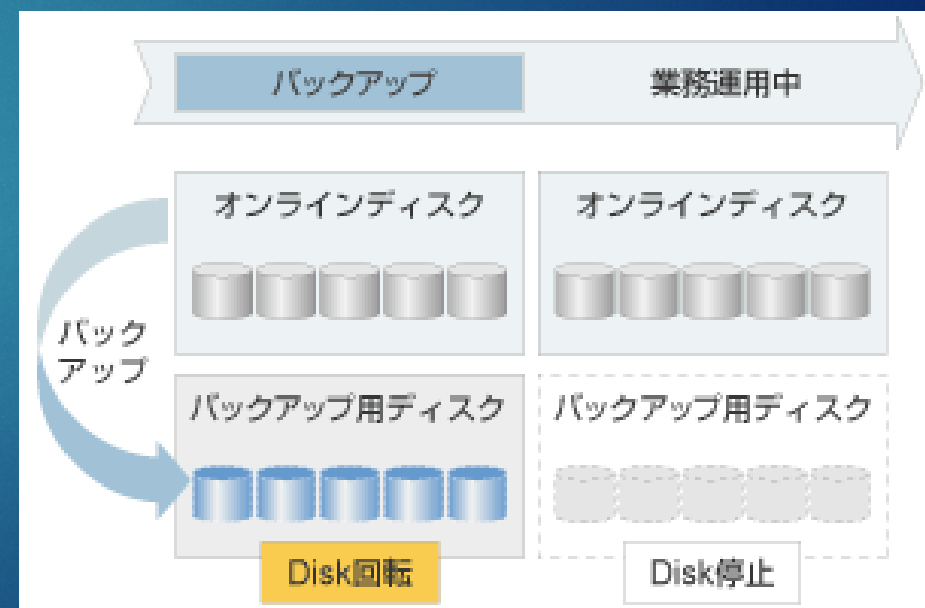 バックアップ
業務運用中
オンラインディスク
オンラインディスク
バック
アップ
バックアップ用ディスク
バックアップ用ディスク
Disk回転
Disk停止